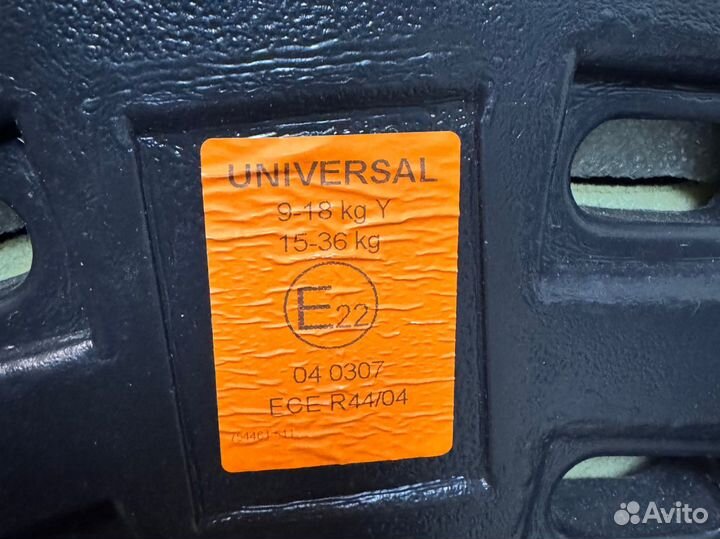 UNIVERSAL
9-18 kg Y
15-36 kg
E22
04 0307
ECE R44/04
Avito